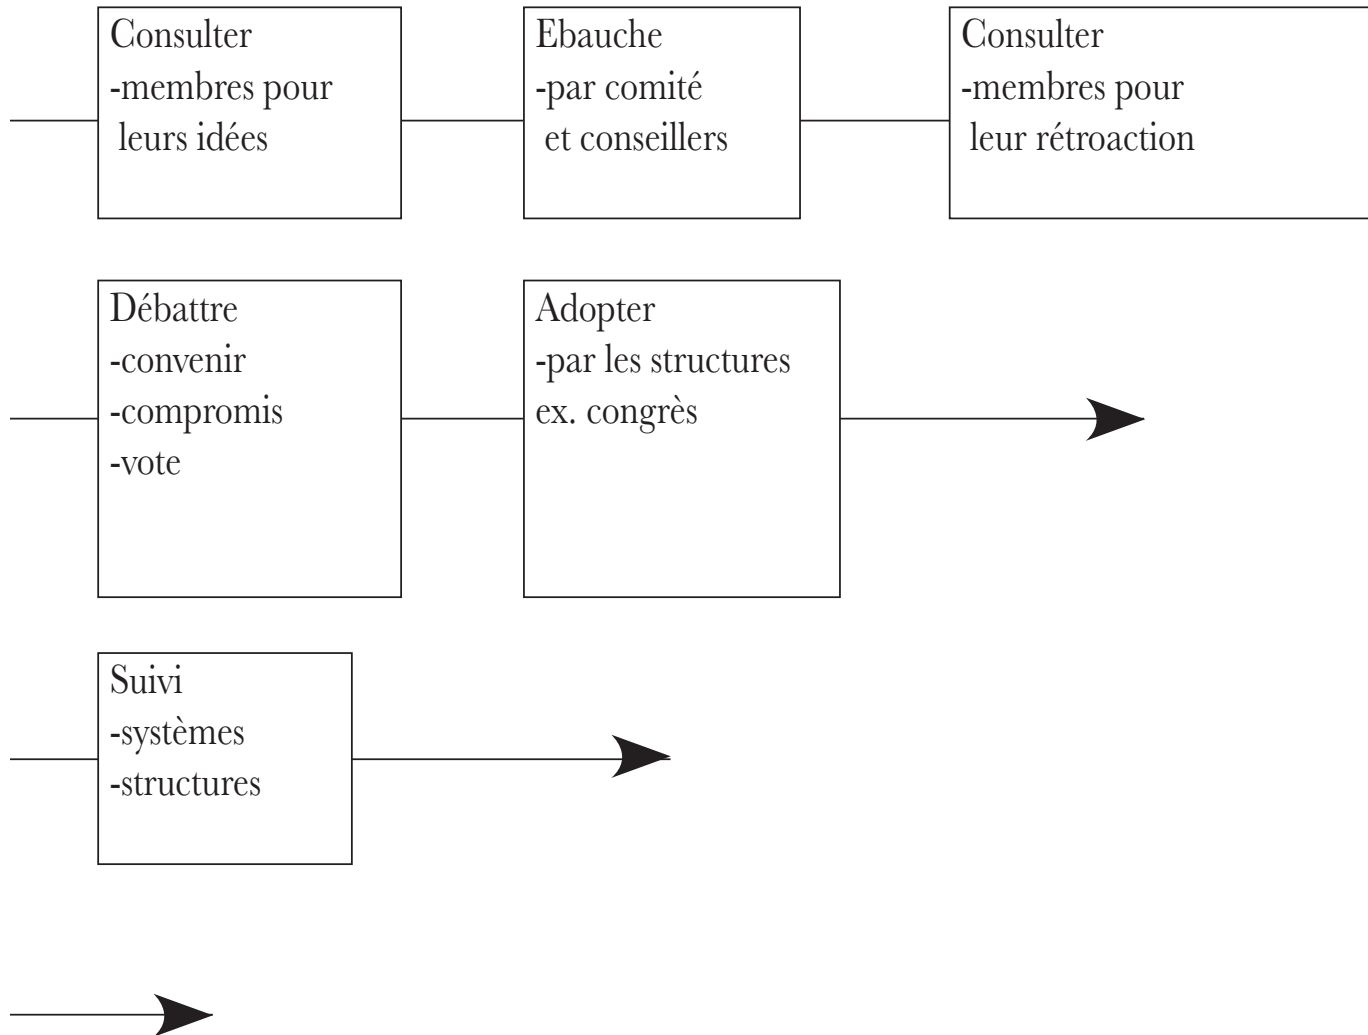 Consulter
-membres pour
leurs idées
Ebauche
-par comité
et conseillers
Consulter
-membres pour
leur rétroaction
Débattre
-convenir
-compromis
-vote
Adopter
-par les structures
ex. congrès
Suivi
-systèmes
-structures